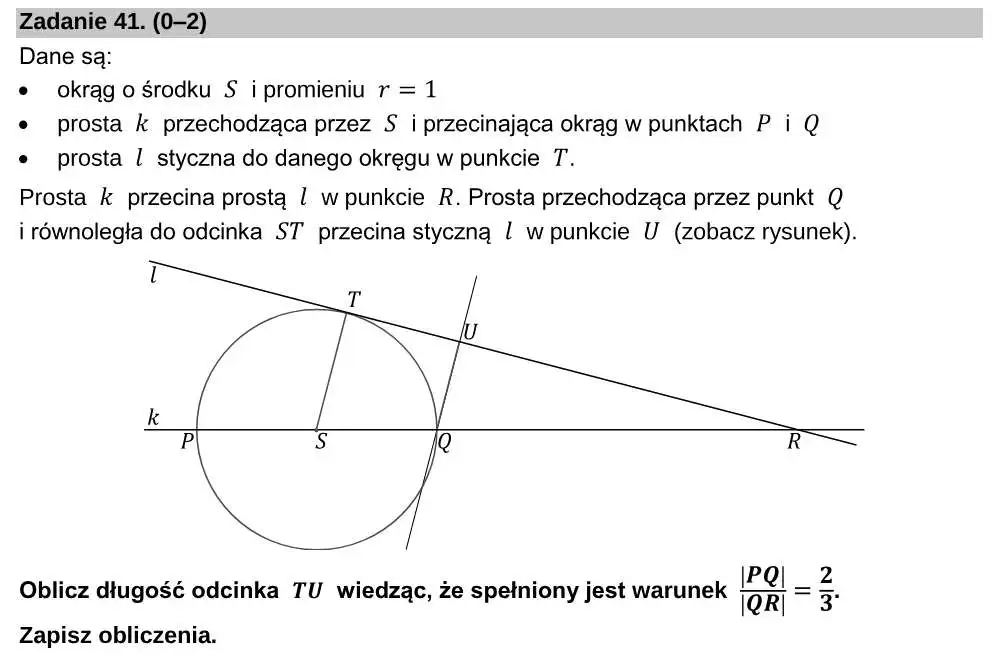 Zadanie 41. (0–2)
Dane są:
• okrąg o środku S i promieniu r = 1
• prosta k przechodząca przez S i przecinająca okrąg w punktach P i Q
• prosta l styczna do danego okręgu w punkcie T.
Prosta k przecina prostą l w punkcie R. Prosta przechodząca przez punkt Q
i równoległa do odcinka ST przecina styczną l w punkcie U (zobacz rysunek).
l
T
U
k
P
S
Q
R
Oblicz długość odcinka TU wiedząc, że spełniony jest warunek |PQ|/|QR| = 2/3.
Zapisz obliczenia.